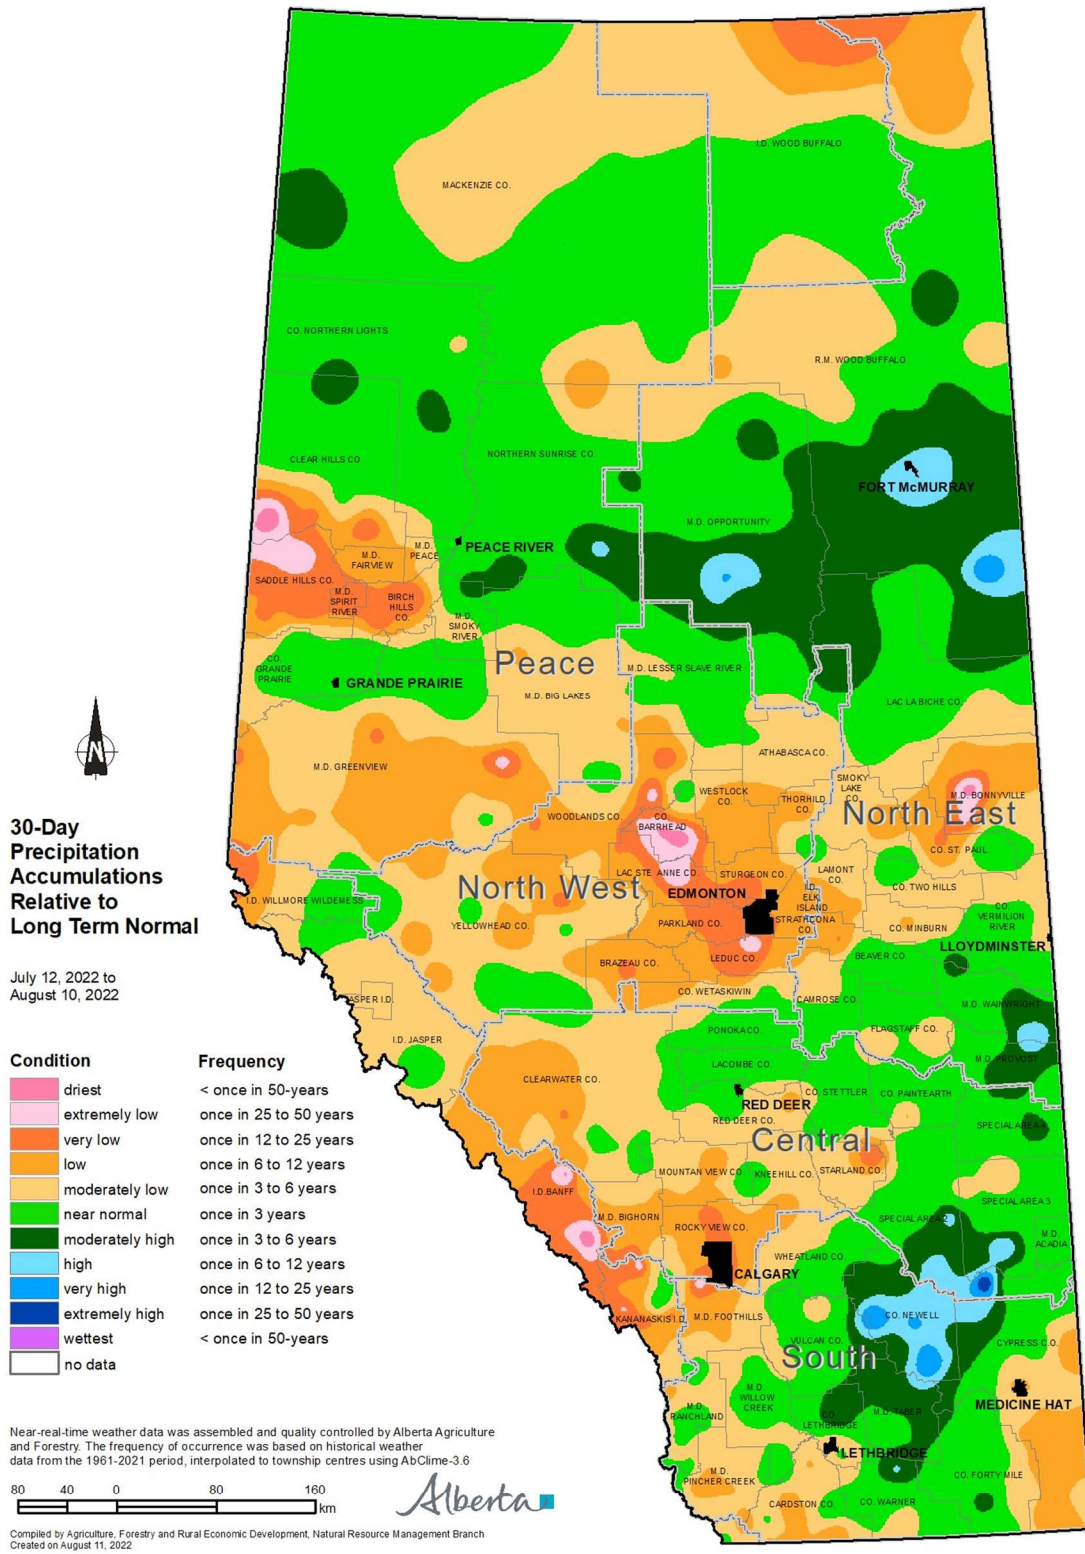 I.D. WOOD BUFFALO
MACKENZIE CO.
CO. NORTHERN LIGHTS
R.M. WOOD BUFFALO
CLEAR HILLS CO.
NORTHERN SUNRISE CO.
FORT McMURRAY
M.D. OPPORTUNITY
PEACE RIVER
M.D.
PEACE
M.D.
FAIRVIEW
SADDLE HILLS CO.
M.D.
SPIRIT
RIVER
BIRCH
HILLS
CO.
M.D.
SMOKY
RIVER
CO.
GRANDE
PRAIRIE
GRANDE PRAIRIE
Peace
M.D. BIG LAKES
M.D. LESSER SLAVE RIVER
LAC LA BICHE CO.
M.D. GREENVIEW
ATHABASCA CO.
SMOKY
LAKE
CO.
M.D. BONNYVILLE
WESTLOCK
CO.
THORHILD
CO.
North East
WOODLANDS CO.
CO.
BARRHEAD
CO. ST. PAUL
LAC STE ANNE CO.
STURGEON CO.
LAMONT
CO.
North West
EDMONTON
I.D.
ELK
ISLAND
CO. TWO HILLS
I.D. WILLMORE WILDERNESS
YELLOWHEAD CO.
PARKLAND CO.
STRATHCONA
CO.
CO. MINBURN
CO.
VERMILION
RIVER
LLOYDMINSTER
BRAZEAU CO.
LEDUC CO.
BEAVER CO.
CO. WETASKIWIN
CAMROSE CO.
JASPER I.D.
M.D. WAINWRIGHT
I.D. JASPER
PONOKA CO.
FLAGSTAFF CO.
LACOMBE CO.
M.D. PROVOST
CLEARWATER CO.
CO. STETTLER
CO. PAINTEARTH
RED DEER
RED DEER CO.
SPECIAL AREA 4
Central
MOUNTAIN VIEW CO.
KNEEHILL CO.
STARLAND CO.
I.D. BANFF
SPECIAL AREA 3
M.D. BIGHORN
ROCKY VIEW CO.
SPECIAL AREA 2
M.D.
ACADIA
WHEATLAND CO.
CALGARY
KANANASKIS I.D.
M.D. FOOTHILLS
CO. NEWELL
VULCAN CO.
CYPRESS CO.
South
M.D.
WILLOW
CREEK
MEDICINE HAT
M.D.
RANCHLAND
CO.
LETHBRIDGE
M.D. TABER
LETHBRIDGE
M.D.
PINCHER CREEK
CO. FORTY MILE
CARDSTON CO.
CO. WARNER
N
30-Day
Precipitation
Accumulations
Relative to
Long Term Normal
July 12, 2022 to
August 10, 2022
Condition Frequency
driest < once in 50-years
extremely low once in 25 to 50 years
very low once in 12 to 25 years
low once in 6 to 12 years
moderately low once in 3 to 6 years
near normal once in 3 years
moderately high once in 3 to 6 years
high once in 6 to 12 years
very high once in 12 to 25 years
extremely high once in 25 to 50 years
wettest < once in 50-years
no data
Near-real-time weather data was assembled and quality controlled by Alberta Agriculture
and Forestry. The frequency of occurrence was based on historical weather
data from the 1961-2021 period, interpolated to township centres using AbClime-3.6
80 40 0 80 160
km
Alberta
Compiled by Agriculture, Forestry and Rural Economic Development, Natural Resource Management Branch
Created on August 11, 2022